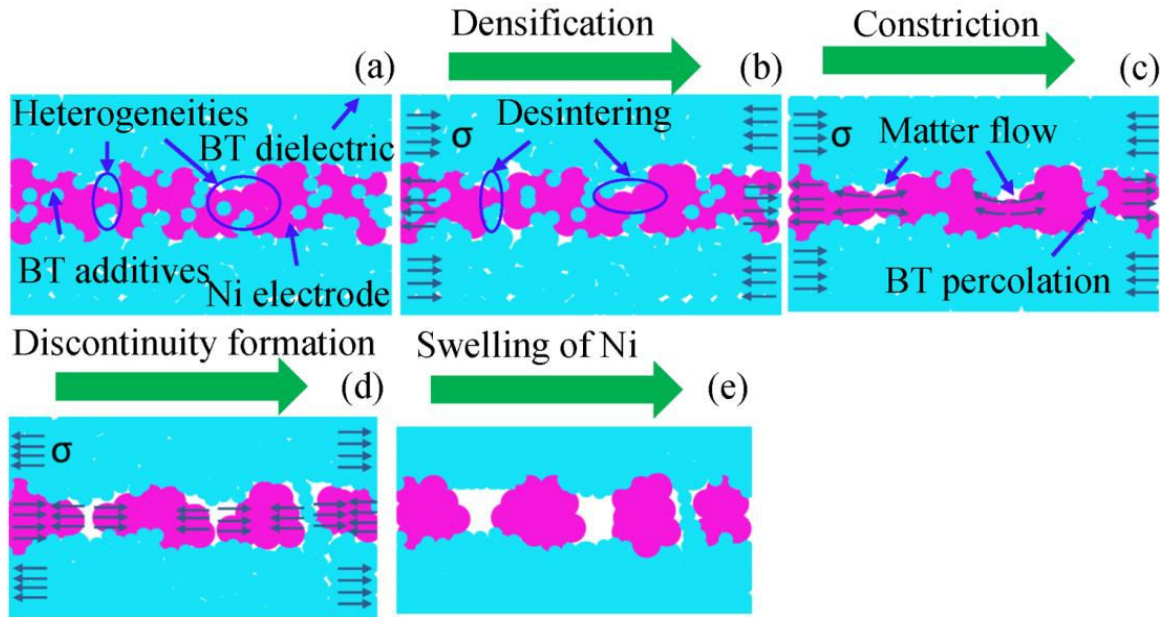 Densification
Constriction
(a)
Heterogeneities
BT dielectric
BT additives
Ni electrode
(b)
Desintering
σ
(c)
σ
Matter flow
BT percolation
Discontinuity formation
(d)
σ
Swelling of Ni
(e)